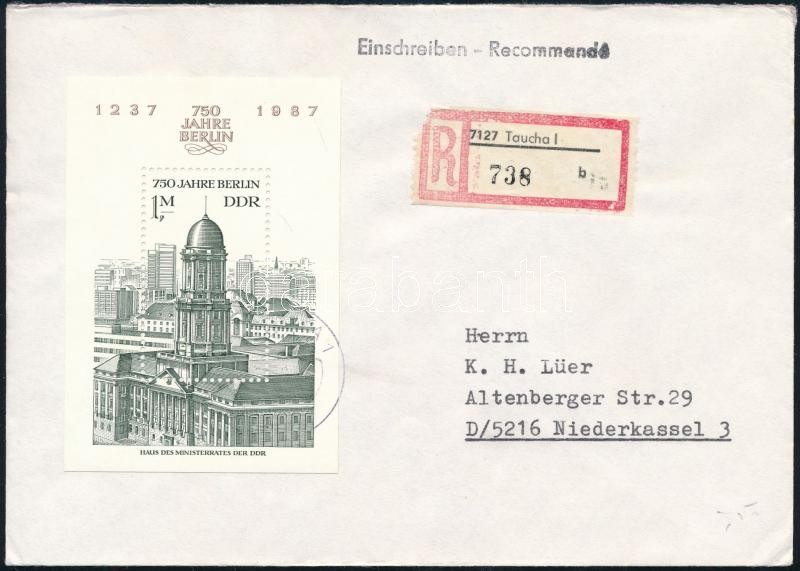 Einschreiben - Recommandé
1237 750 1987
JAHRE
BERLIN
750 JAHRE BERLIN
1,- M DDR
HAUS DES MINISTERRATES DER DDR
R
7127 Taucha 1
738 b
Herrn
K. H. Lüer
Altenberger Str.29
D/5216 Niederkassel 3